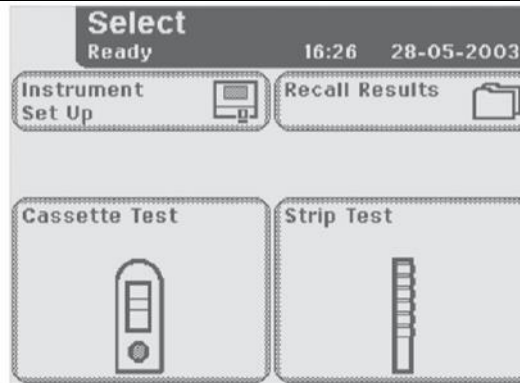 Select
Ready 16:26 28-05-2003
Instrument
Set Up
Recall Results
Cassette Test
Strip Test